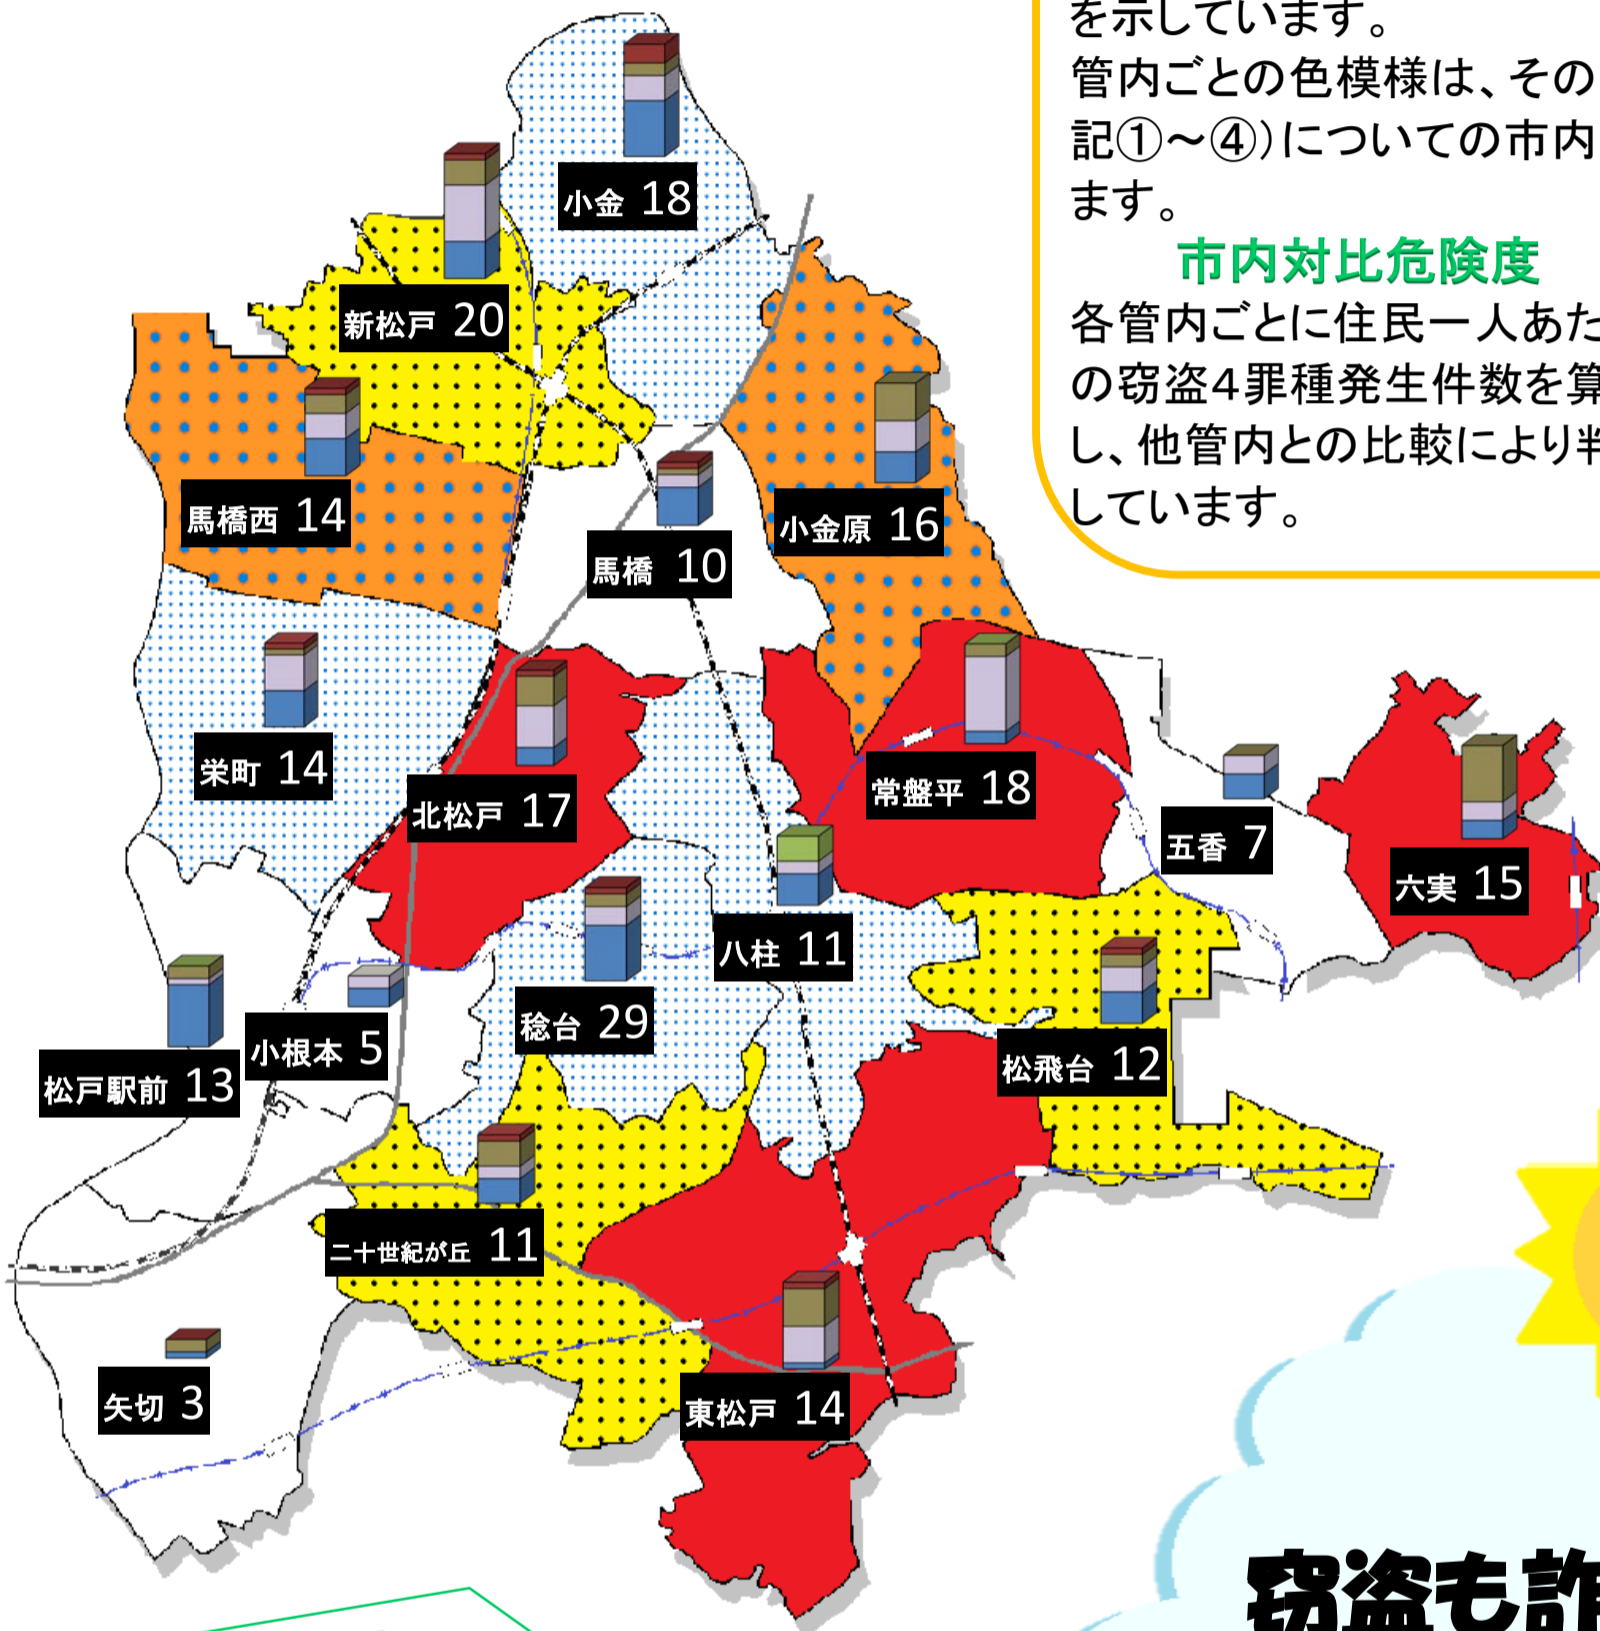 を示しています。
管内ごとの色模様は、その
記①～④)についての市内
ます。
市内対比危険度
各管内ごとに住民一人あた
の窃盗4罪種発生件数を算
し、他管内との比較により判
しています。
小金 18
新松戸 20
馬橋西 14
馬橋 10
小金原 16
栄町 14
北松戸 17
常盤平 18
五香 7
六実 15
八柱 11
稔台 29
松飛台 12
小根本 5
松戸駅前 13
二十世紀が丘 11
東松戸 14
矢切 3
窃盗も詐